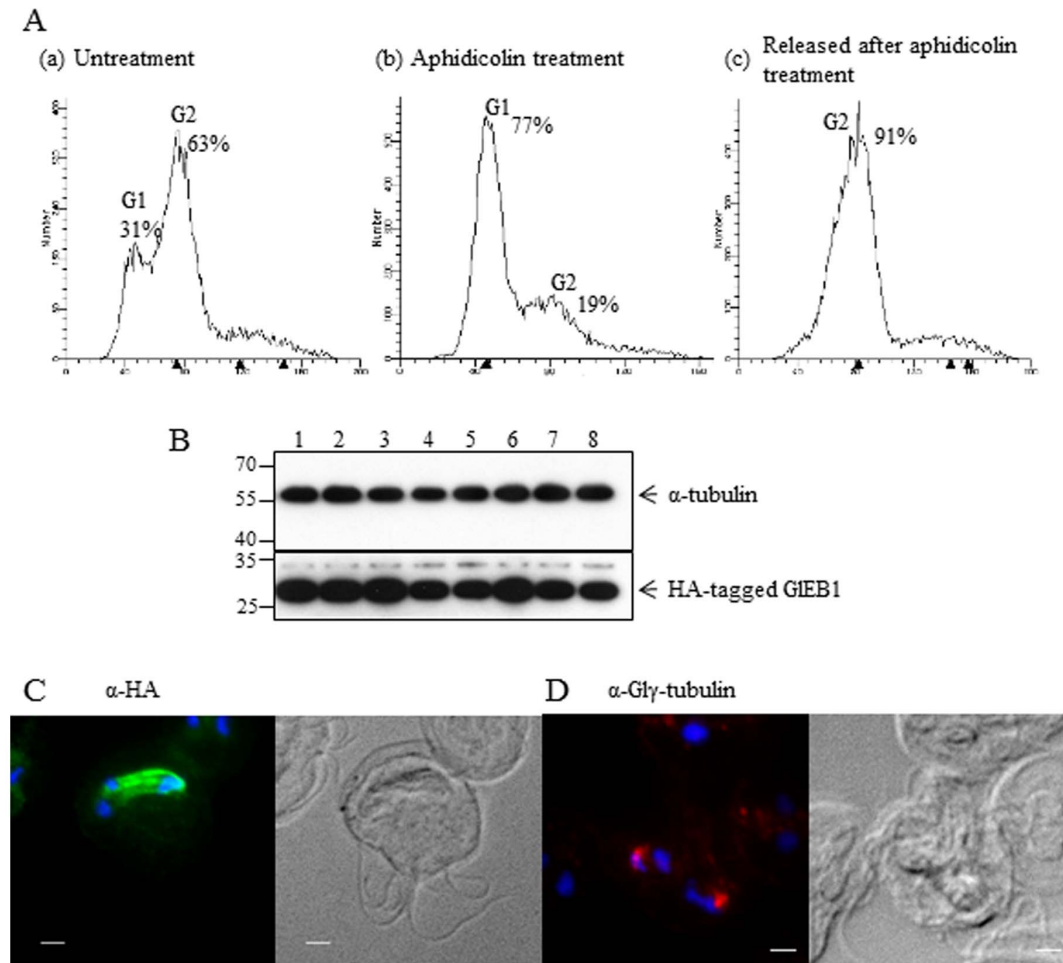 A
(a) Untreatment
(b) Aphidicolin treatment
(c) Released after aphidicolin
treatment
G2
63%
G1
31%
Number
G1
77%
G2
19%
Number
G2
91%
Number
B
1 2 3 4 5 6 7 8
70
55
40
α-tubulin
35
25
HA-tagged GlEB1
C
α-HA
D
α-Glγ-tubulin